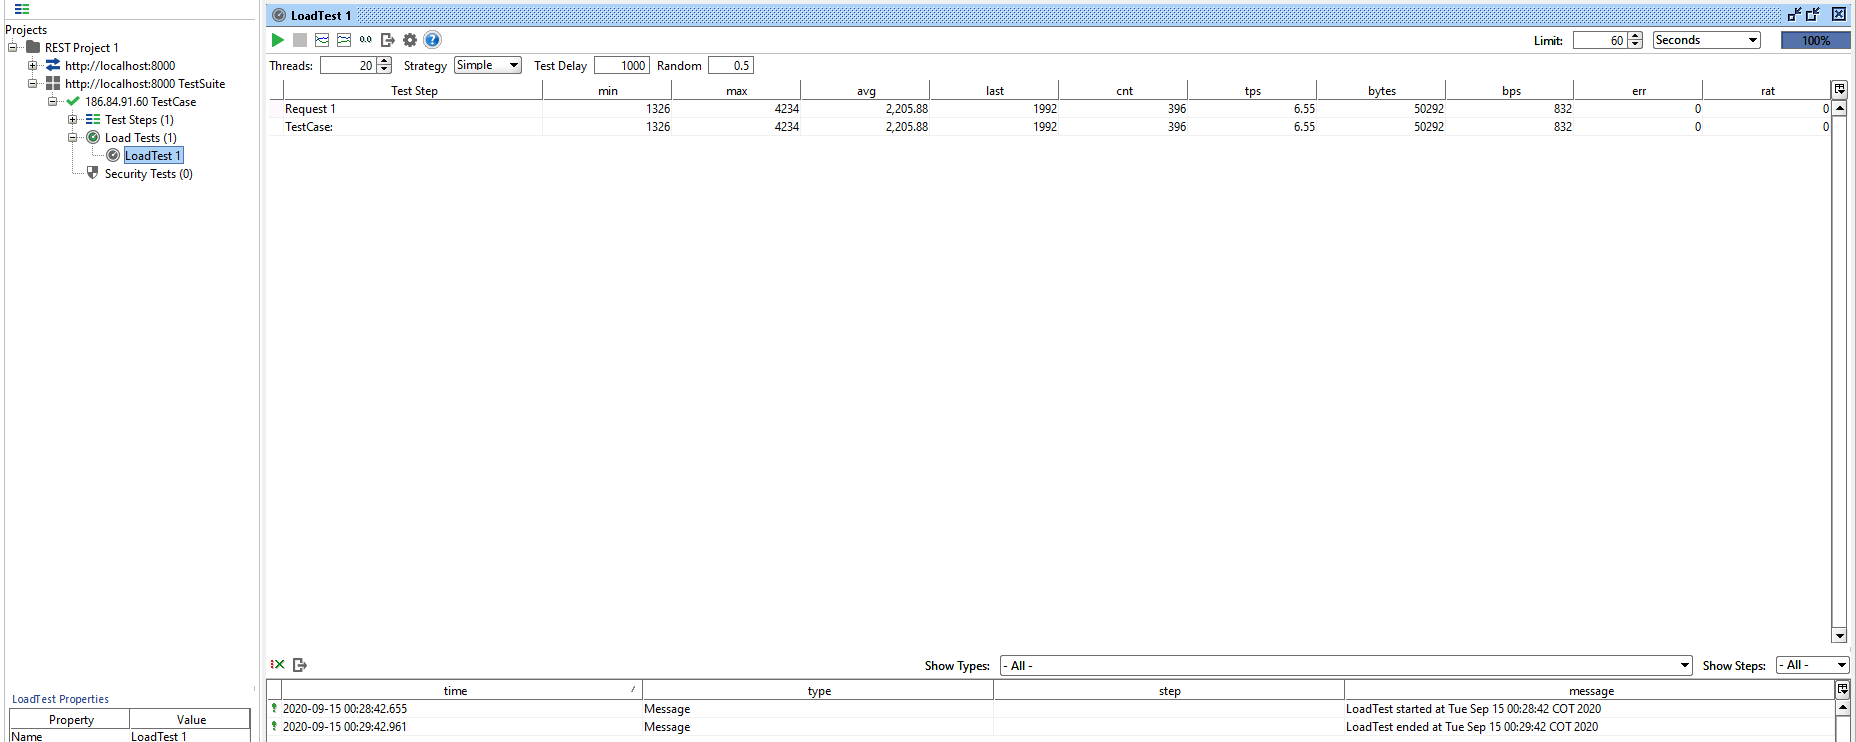 Projects
REST Project 1
http://localhost:8000
http://localhost:8000 TestSuite
186.84.91.60 TestCase
Test Steps (1)
Load Tests (1)
LoadTest 1
Security Tests (0)
LoadTest Properties
Property Value
Name LoadTest 1
LoadTest 1
0.0 ? Limit: 60 Seconds 100%
Threads: 20 Strategy Simple Test Delay 1000 Random 0.5
Test Step min max avg last cnt tps bytes bps err rat
Request 1 1326 4234 2,205.88 1992 396 6.55 50292 832 0 0
TestCase: 1326 4234 2,205.88 1992 396 6.55 50292 832 0 0
Show Types: - All - Show Steps: - All -
time type step message
2020-09-15 00:28:42.655 Message LoadTest started at Tue Sep 15 00:28:42 COT 2020
2020-09-15 00:29:42.961 Message LoadTest ended at Tue Sep 15 00:29:42 COT 2020